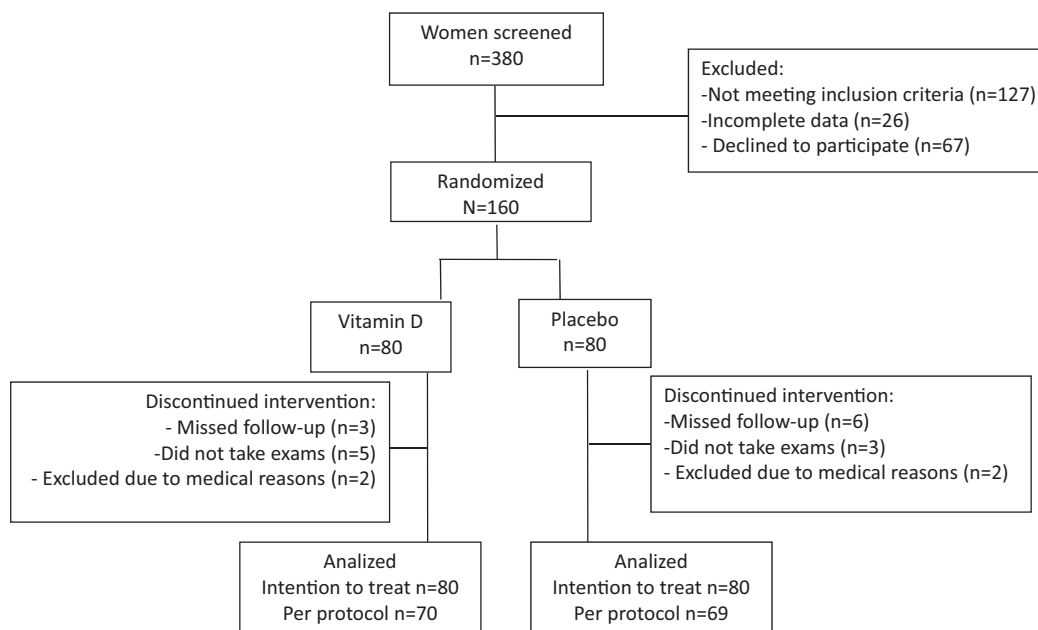 Women screened
n=380
Excluded:
-Not meeting inclusion criteria (n=127)
-Incomplete data (n=26)
- Declined to participate (n=67)
Randomized
N=160
Vitamin D
n=80
Placebo
n=80
Discontinued intervention:
- Missed follow-up (n=3)
-Did not take exams (n=5)
- Excluded due to medical reasons (n=2)
Discontinued intervention:
-Missed follow-up (n=6)
-Did not take exams (n=3)
- Excluded due to medical reasons (n=2)
Analized
Intention to treat n=80
Per protocol n=70
Analized
Intention to treat n=80
Per protocol n=69